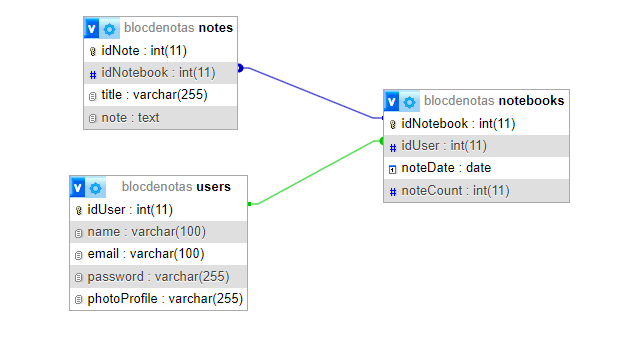 blocdenotas notes
idNote : int(11)
# idNotebook : int(11)
title : varchar(255)
note : text
blocdenotas notebooks
idNotebook : int(11)
# idUser : int(11)
noteDate : date
# noteCount : int(11)
blocdenotas users
idUser : int(11)
name : varchar(100)
email : varchar(100)
password : varchar(255)
photoProfile : varchar(255)